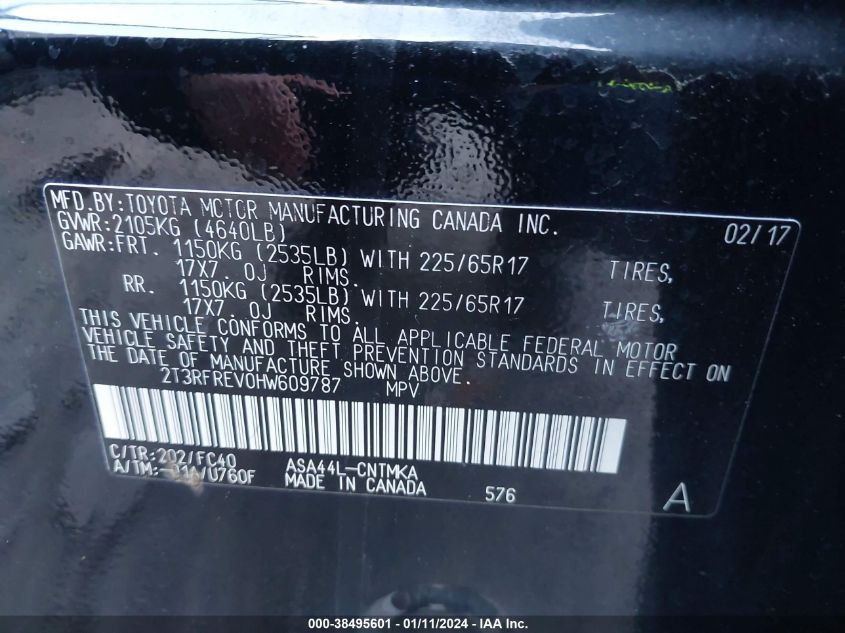 MFD.BY:TOYOTA MOTOR MANUFACTURING CANADA INC. 02/17
GVWR:2105KG (4640LB)
GAWR:FRT. 1150KG (2535LB) WITH 225/65R17 TIRES,
17X7.0J RIMS,
RR. 1150KG (2535LB) WITH 225/65R17 TIRES,
17X7.0J RIMS,
THIS VEHICLE CONFORMS TO ALL APPLICABLE FEDERAL MOTOR
VEHICLE SAFETY AND THEFT PREVENTION STANDARDS IN EFFECT ON
THE DATE OF MANUFACTURE SHOWN ABOVE.
2T3RFREV0HW609787 MPV
C/TR:202/FC40 ASA44L-CNTMKA
A/TM: U760F MADE IN CANADA 576 A
000-38495601 - 01/11/2024 - IAA Inc.